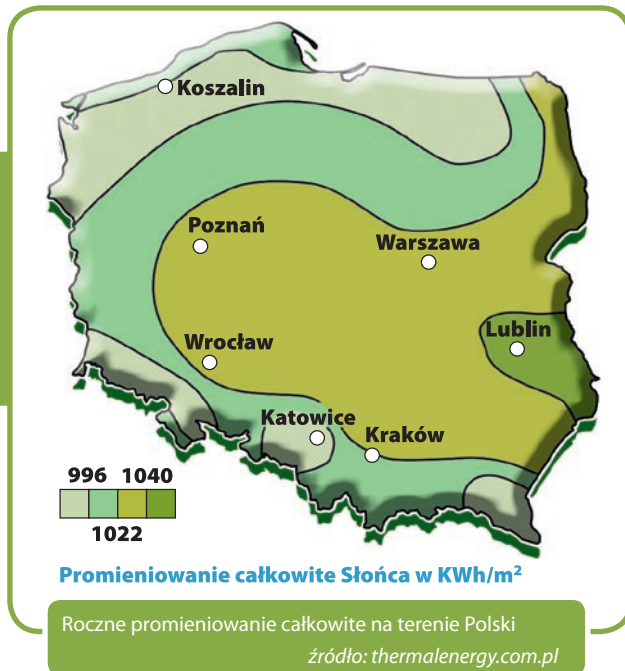 Koszalin
Poznań
Warszawa
Lublin
Wrocław
Katowice
Kraków
996 1040
1022
Promieniowanie całkowite Słońca w KWh/m²
Roczne promieniowanie całkowite na terenie Polski
źródło: thermalenergy.com.pl